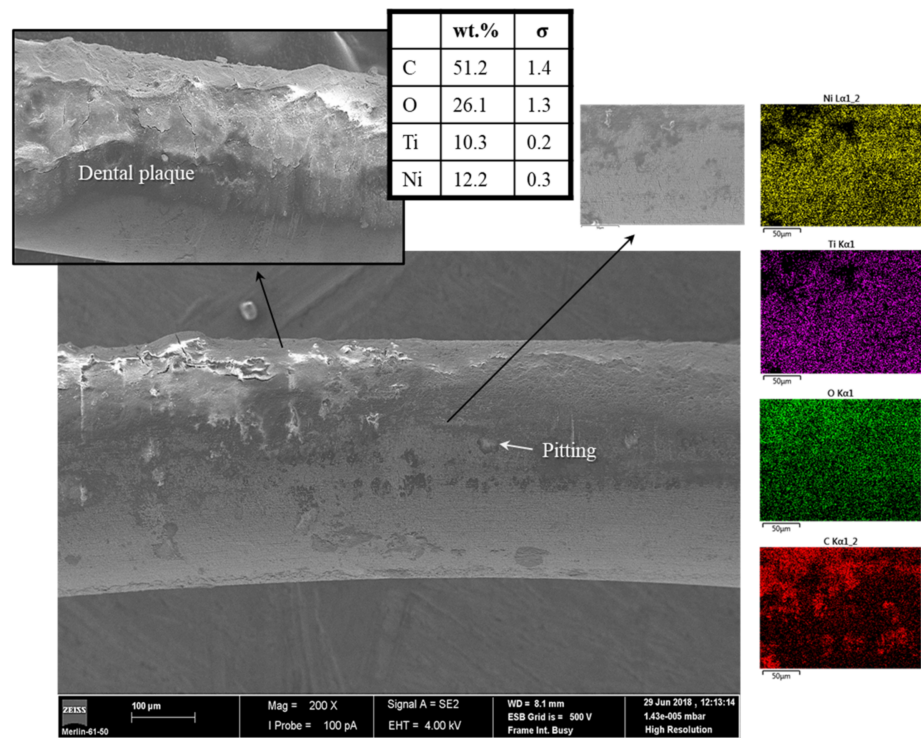 wt.% σ
C 51.2 1.4
O 26.1 1.3
Ti 10.3 0.2
Ni 12.2 0.3
Dental plaque
Ni Lα1_2
50µm
Ti Kα1
50µm
O Kα1
50µm
C Kα1_2
50µm
Pitting
ZEISS
Merlin-61-50
100 µm
Mag = 200 X
I Probe = 100 pA
Signal A = SE2
EHT = 4.00 kV
WD = 8.1 mm
ESB Grid is = 500 V
Frame Int. Busy
29 Jun 2018 , 12:13:14
1.43e-005 mbar
High Resolution